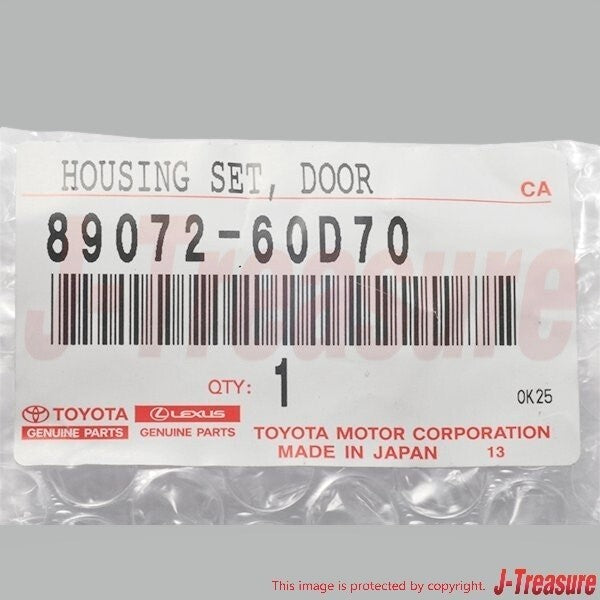 HOUSING SET, DOOR
CA
89072-60D70
J-Treasure
QTY: 1
OK25
TOYOTA LEXUS
GENUINE PARTS GENUINE PARTS
TOYOTA MOTOR CORPORATION
MADE IN JAPAN 13
This image is protected by copyright. J-Treasure